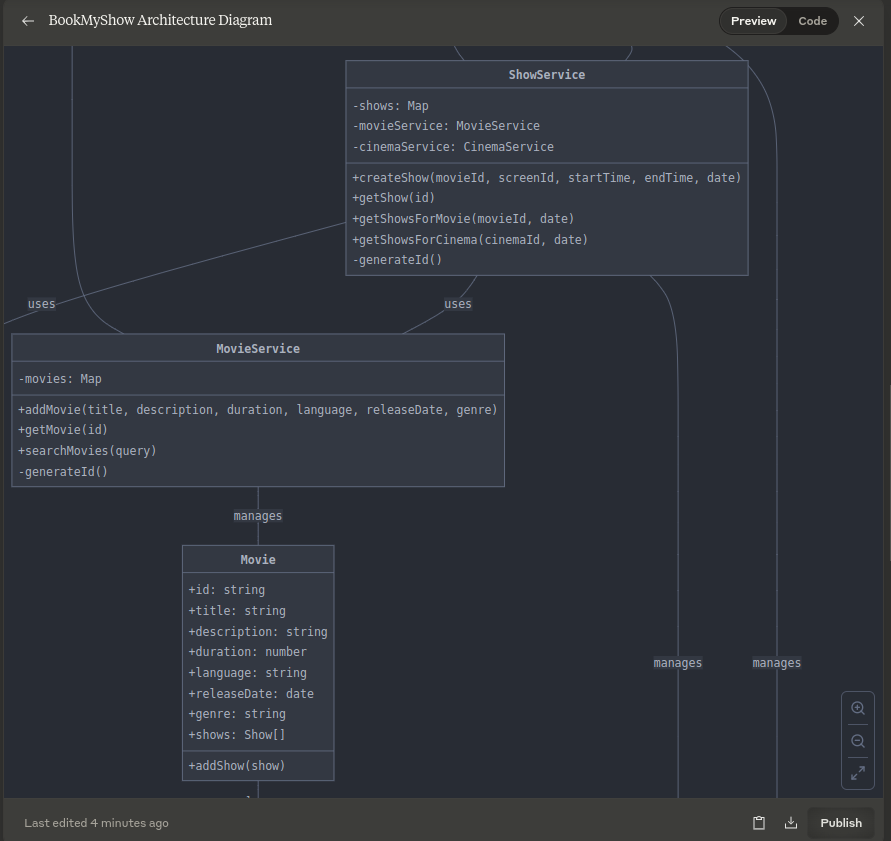 BookMyShow Architecture Diagram
Preview
Code
ShowService
-shows: Map
-movieService: MovieService
-cinemaService: CinemaService
+createShow(movieId, screenId, startTime, endTime, date)
+getShow(id)
+getShowsForMovie(movieId, date)
+getShowsForCinema(cinemaId, date)
-generateId()
uses
uses
MovieService
-movies: Map
+addMovie(title, description, duration, language, releaseDate, genre)
+getMovie(id)
+searchMovies(query)
-generateId()
manages
Movie
+id: string
+title: string
+description: string
+duration: number
+language: string
+releaseDate: date
+genre: string
+shows: Show[]
+addShow(show)
manages
manages
Last edited 4 minutes ago
Publish